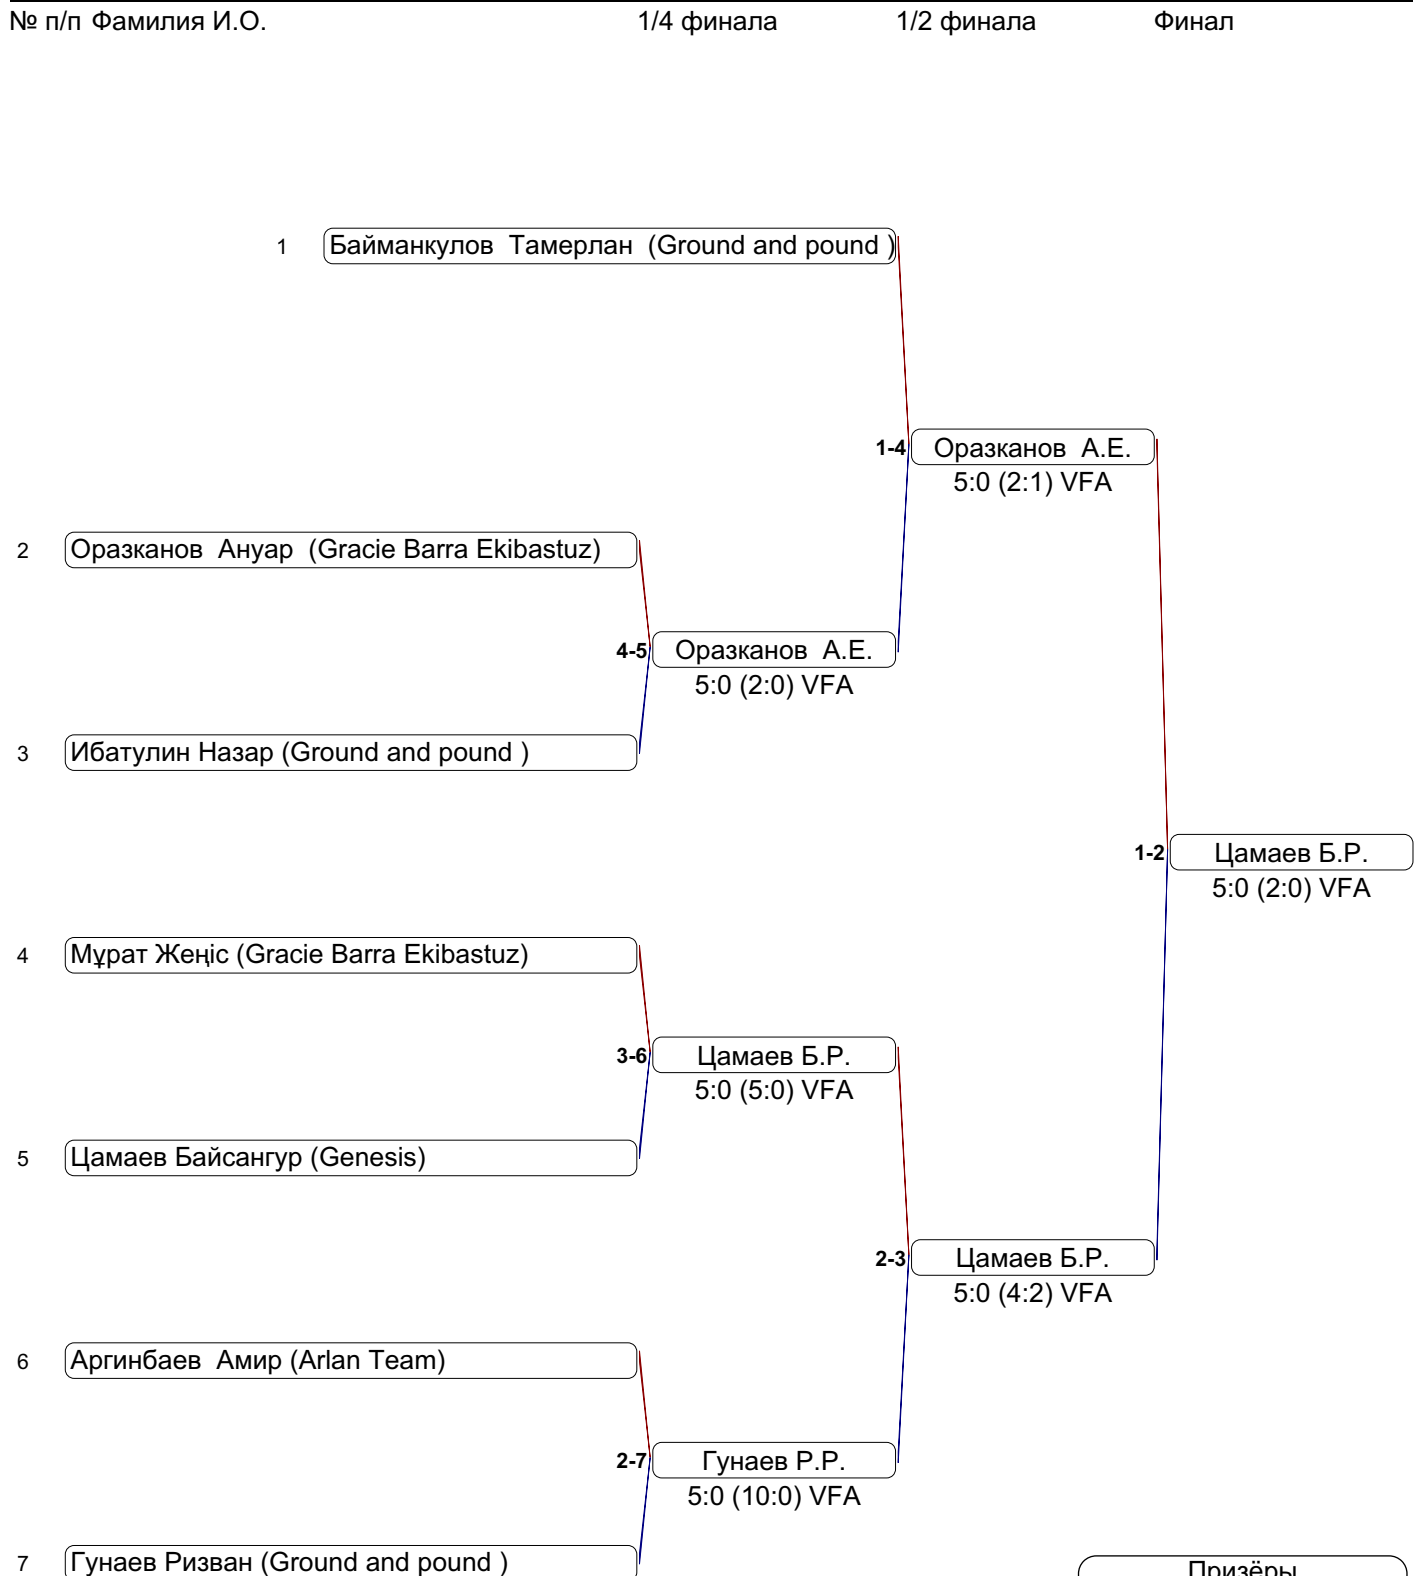 № п/п Фамилия И.О. 1/4 финала 1/2 финала Финал
1 Байманкулов Тамерлан (Ground and pound )
1-4 Оразканов А.Е.
5:0 (2:1) VFA
2 Оразканов Ануар (Gracie Barra Ekibastuz)
4-5 Оразканов А.Е.
5:0 (2:0) VFA
3 Ибатулин Назар (Ground and pound )
1-2 Цамаев Б.Р.
5:0 (2:0) VFA
4 Мұрат Жеңіс (Gracie Barra Ekibastuz)
3-6 Цамаев Б.Р.
5:0 (5:0) VFA
5 Цамаев Байсангур (Genesis)
2-3 Цамаев Б.Р.
5:0 (4:2) VFA
6 Аргинбаев Амир (Arlan Team)
2-7 Гунаев Р.Р.
5:0 (10:0) VFA
7 Гунаев Ризван (Ground and pound )
Призёры